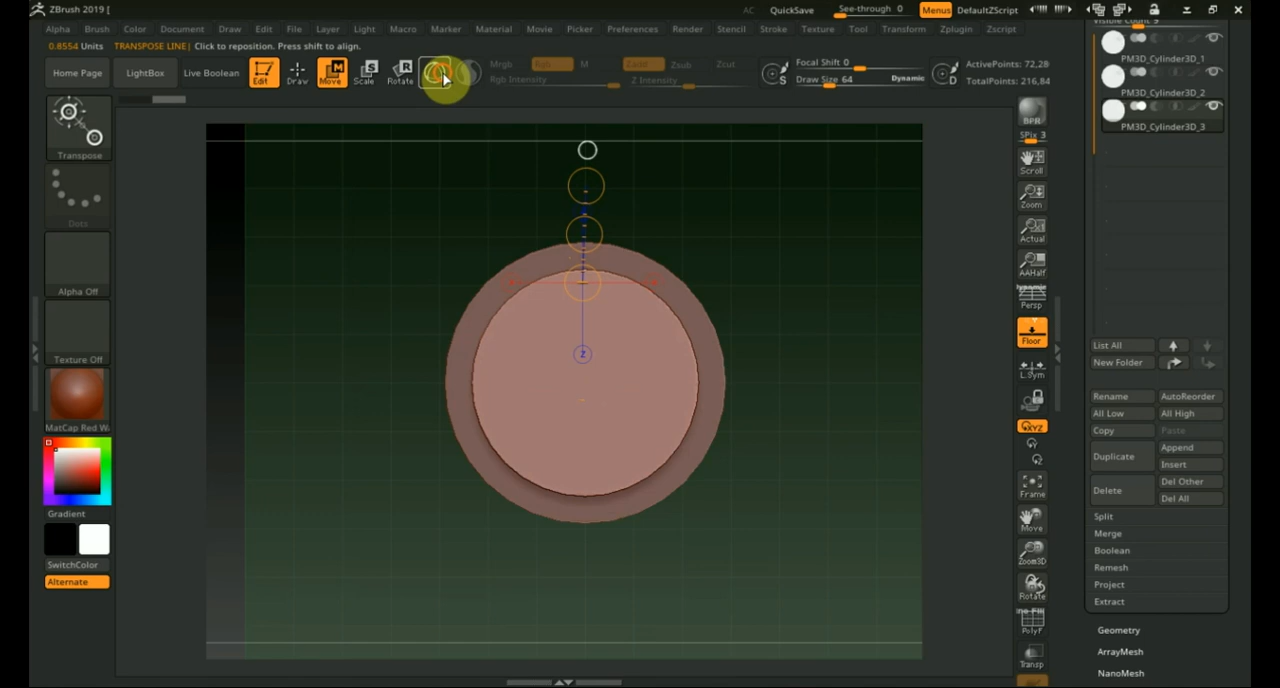 ZBrush 2019 [
AC QuickSave See-through 0 Menus DefaultZScript
Alpha Brush Color Document Draw Edit File Layer Light Macro Marker Material Movie Picker Preferences Render Stencil Stroke Texture Tool Transform Zplugin Zscript
0.8554 Units TRANSPOSE LINE| Click to reposition. Press shift to align.
Visible Count 9
Home Page LightBox Live Boolean Edit Draw Move Scale Rotate
Mrgb Rgb M Zadd Zsub Zcut
Rgb Intensity Z Intensity
Focal Shift 0
Draw Size 64 Dynamic
ActivePoints: 72,28
TotalPoints: 216,84
PM3D_Cylinder3D_1
PM3D_Cylinder3D_2
PM3D_Cylinder3D_3
Transpose
Dots
Alpha Off
Texture Off
MatCap Red W
Gradient
SwitchColor
Alternate
Z
BPR
SPix 3
Scroll
Zoom
Actual
AAHalf
Dynamic
Persp
Floor
L.Sym
XYZ
Frame
Move
Zoom3D
Rotate
Line Fill
PolyF
Transp
List All
New Folder
Rename AutoReorder
All Low All High
Copy Paste
Duplicate Append
Insert
Delete Del Other
Del All
Split
Merge
Boolean
Remesh
Project
Extract
Geometry
ArrayMesh
NanoMesh